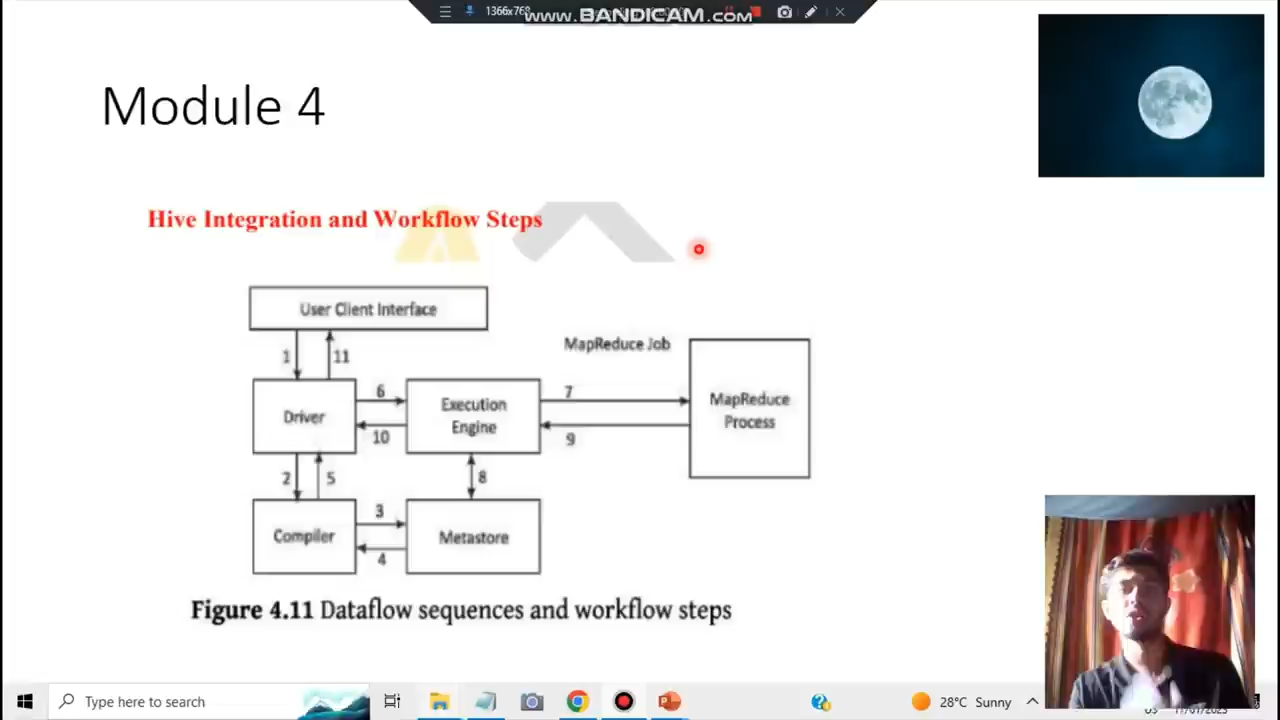 1366x768
www.BANDICAM.com
Module 4
Hive Integration and Workflow Steps
User Client Interface
1
11
MapReduce Job
Driver
6
10
Execution
Engine
7
9
MapReduce
Process
2
5
8
Compiler
3
4
Metastore
Figure 4.11 Dataflow sequences and workflow steps
Type here to search
28°C Sunny